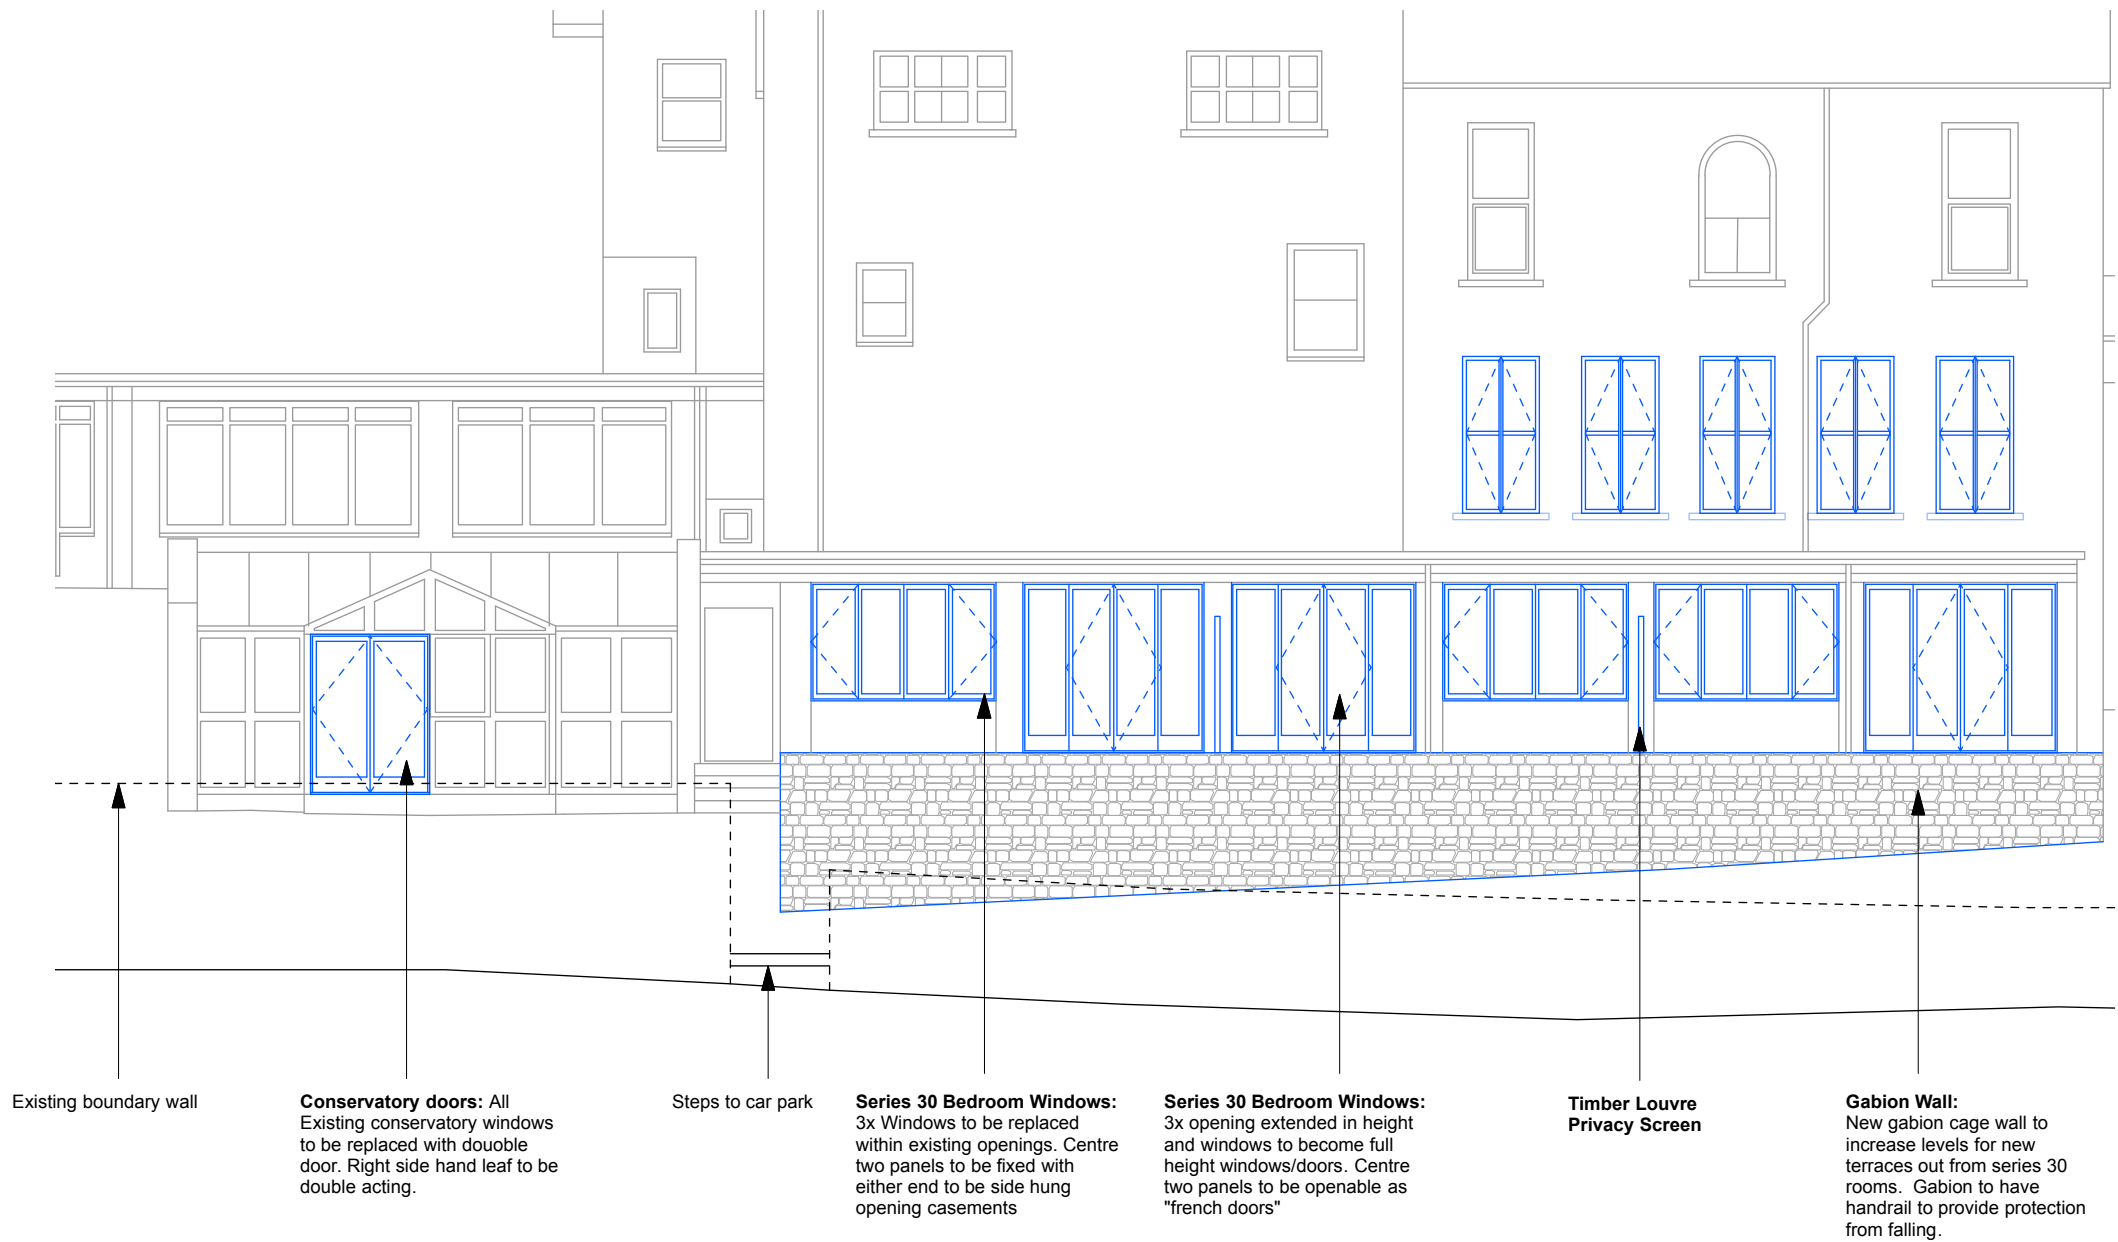 Existing boundary wall
Conservatory doors: All
Existing conservatory windows
to be replaced with douoble
door. Right side hand leaf to be
double acting.
Steps to car park
Series 30 Bedroom Windows:
3x Windows to be replaced
within existing openings. Centre
two panels to be fixed with
either end to be side hung
opening casements
Series 30 Bedroom Windows:
3x opening extended in height
and windows to become full
height windows/doors. Centre
two panels to be openable as
"french doors"
Timber Louvre
Privacy Screen
Gabion Wall:
New gabion cage wall to
increase levels for new
terraces out from series 30
rooms.  Gabion to have
handrail to provide protection
from falling.